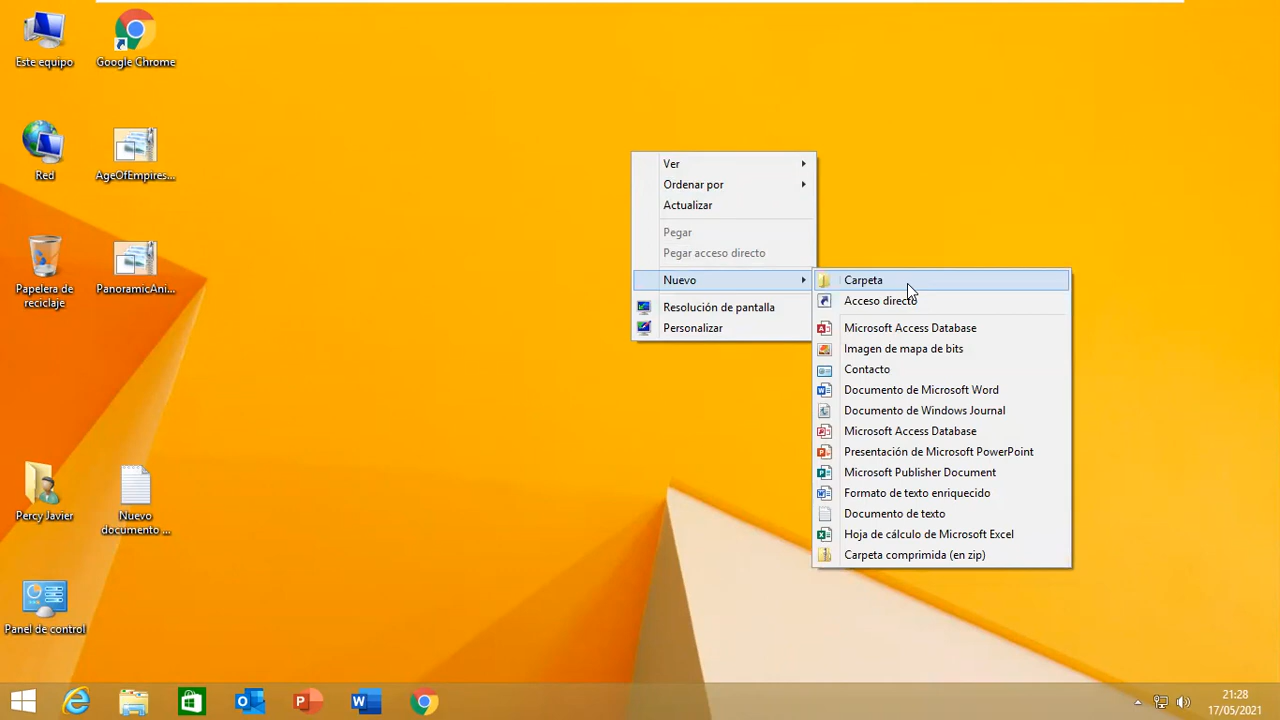 Este equipo
Google Chrome
Red
AgeOfEmpires...
Papelera de
reciclaje
PanoramicAni...
Percy Javier
Nuevo
documento ...
Panel de control
Ver
Ordenar por
Actualizar
Pegar
Pegar acceso directo
Nuevo
Resolución de pantalla
Personalizar
Carpeta
Acceso directo
Microsoft Access Database
Imagen de mapa de bits
Contacto
Documento de Microsoft Word
Documento de Windows Journal
Microsoft Access Database
Presentación de Microsoft PowerPoint
Microsoft Publisher Document
Formato de texto enriquecido
Documento de texto
Hoja de cálculo de Microsoft Excel
Carpeta comprimida (en zip)
21:28
17/05/2021